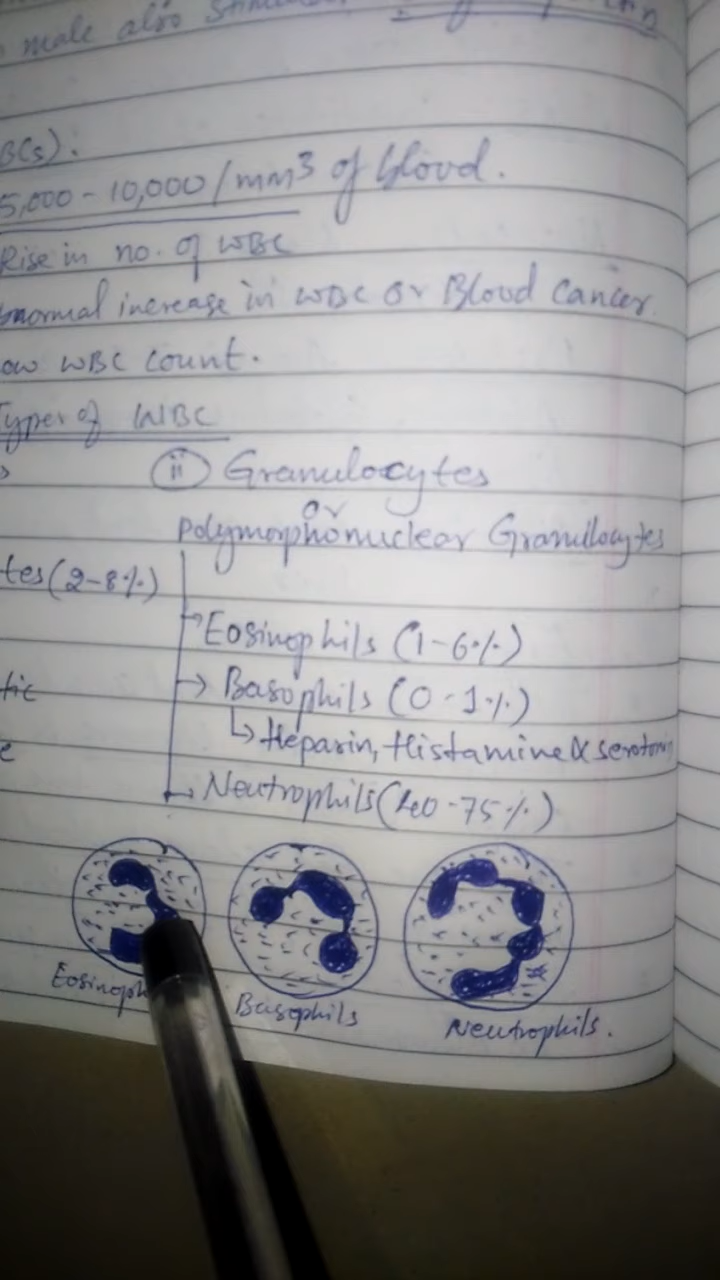 male also
BCs).
5,000 - 10,000/mm3 of blood.
Rise in no. of WBC
bnormal increase in WBC or Blood Cancer
ow WBC count.
Types of WBC
s
ii Granulocytes
or
Polymorphonuclear Granulocytes
tes (2-8%)
Eosinophils (1-6%)
tic
Basophils (0-1%)
↳ Heparin, Histamine & serotonin
e
Neutrophils (40-75%)
Eosinoph
Basophils
Neutrophils.